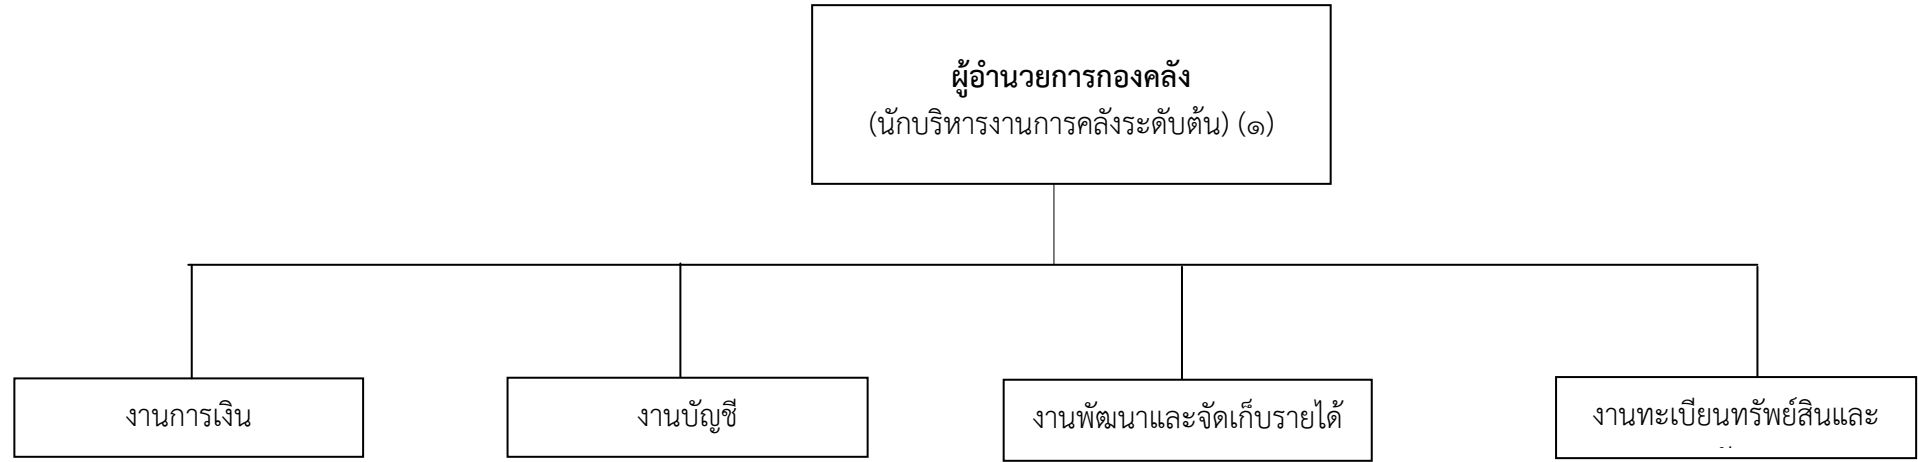 ผู้อำนวยการกองคลัง
(นักบริหารงานการคลังระดับต้น) (๑)
งานการเงิน
งานบัญชี
งานพัฒนาและจัดเก็บรายได้
งานทะเบียนทรัพย์สินและ